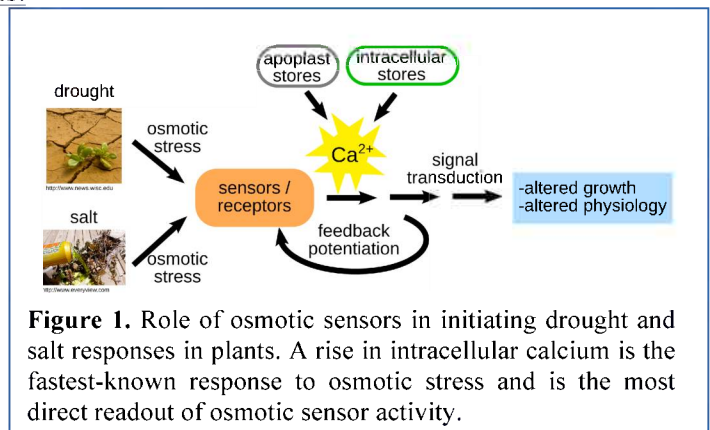 apoplast
stores
intracellular
stores
drought
osmotic
stress
Ca2+
http://www.news.wisc.edu
sensors /
receptors
signal
transduction
-altered growth
-altered physiology
salt
feedback
potentiation
osmotic
stress
http://www.everyview.com
Figure 1. Role of osmotic sensors in initiating drought and
salt responses in plants. A rise in intracellular calcium is the
fastest-known response to osmotic stress and is the most
direct readout of osmotic sensor activity.